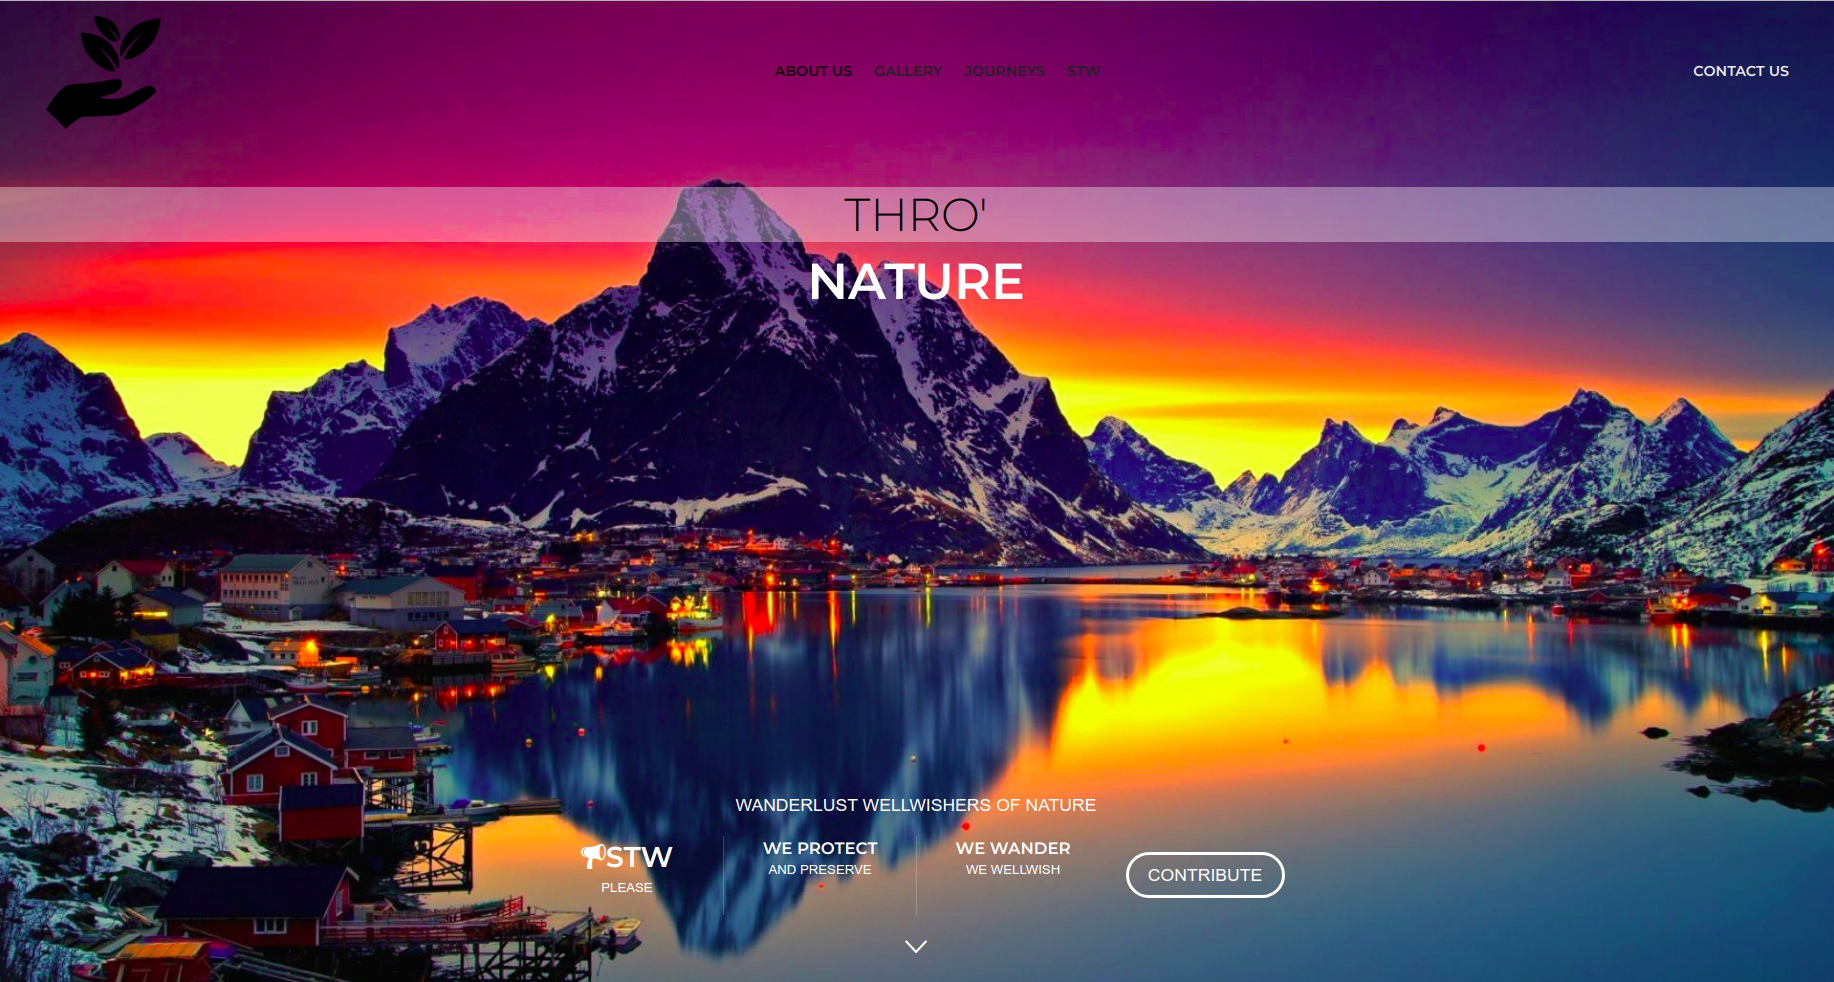 ABOUT US GALLERY JOURNEYS STW
CONTACT US
THRO'
NATURE
WANDERLUST WELLWISHERS OF NATURE
STW
PLEASE
WE PROTECT
AND PRESERVE
WE WANDER
WE WELLWISH
CONTRIBUTE